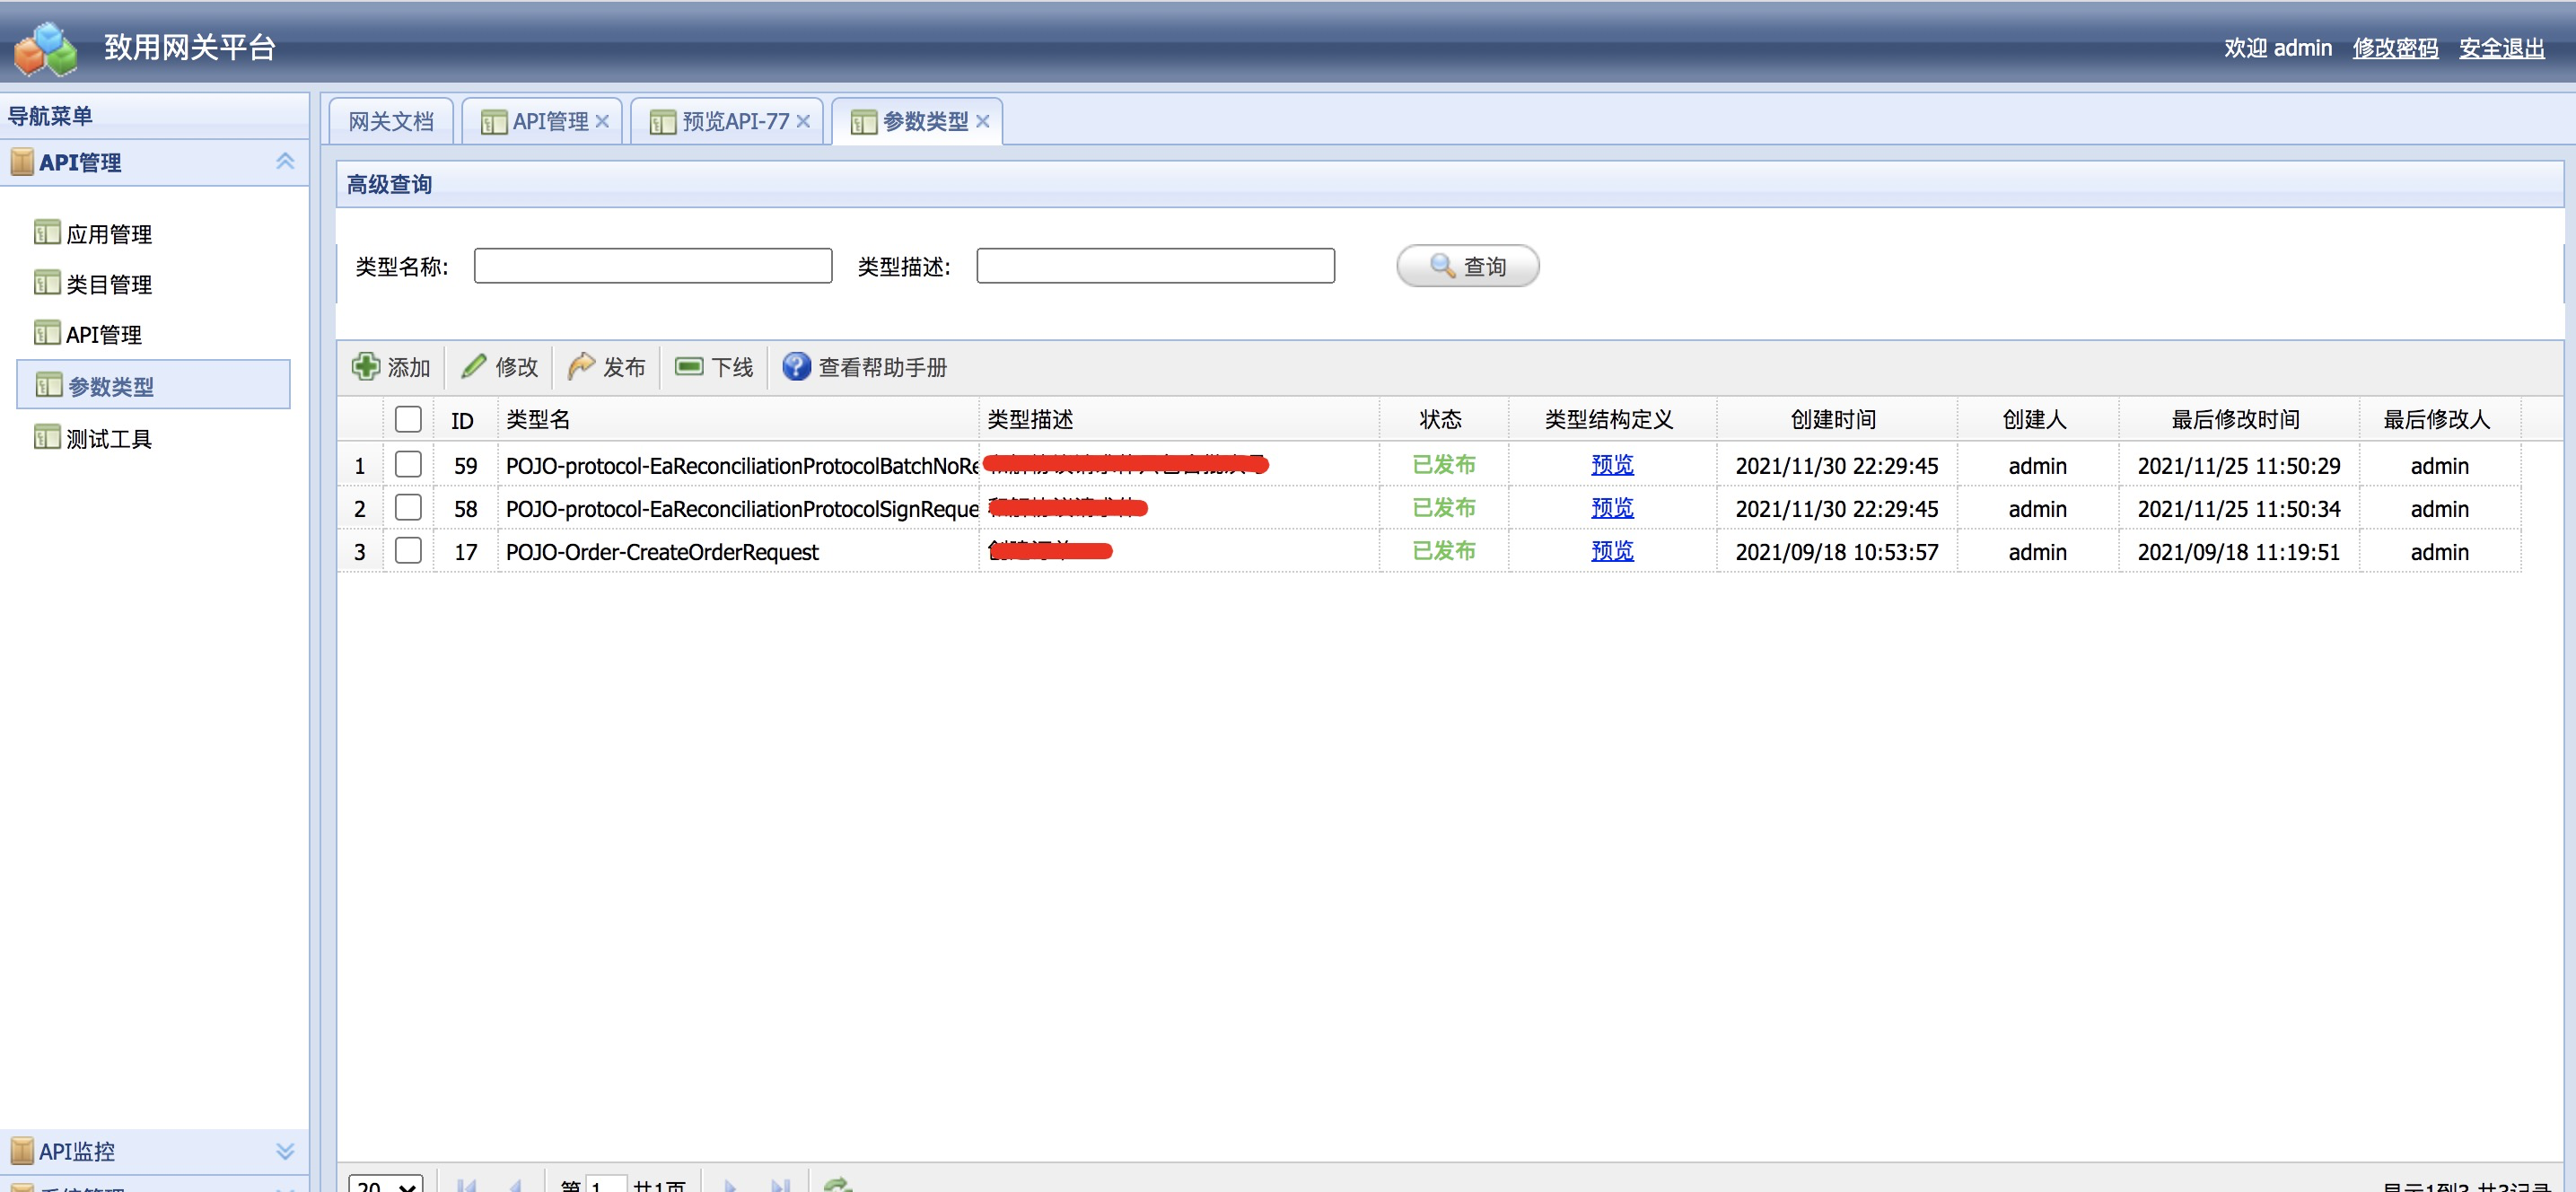 致用网关平台
欢迎 admin 修改密码 安全退出
导航菜单
API管理
应用管理
类目管理
API管理
参数类型
测试工具
API监控
系统管理
网关文档 API管理 预览API-77 参数类型
高级查询
类型名称: 类型描述: 查询
添加 修改 发布 下线 查看帮助手册
ID 类型名 类型描述 状态 类型结构定义 创建时间 创建人 最后修改时间 最后修改人
1 59 POJO-protocol-EaReconciliationProtocolBatchNoRe 已发布 预览 2021/11/30 22:29:45 admin 2021/11/25 11:50:29 admin
2 58 POJO-protocol-EaReconciliationProtocolSignReque 已发布 预览 2021/11/30 22:29:45 admin 2021/11/25 11:50:34 admin
3 17 POJO-Order-CreateOrderRequest 已发布 预览 2021/09/18 10:53:57 admin 2021/09/18 11:19:51 admin
20 第 1 共1页 显示1到3,共3记录